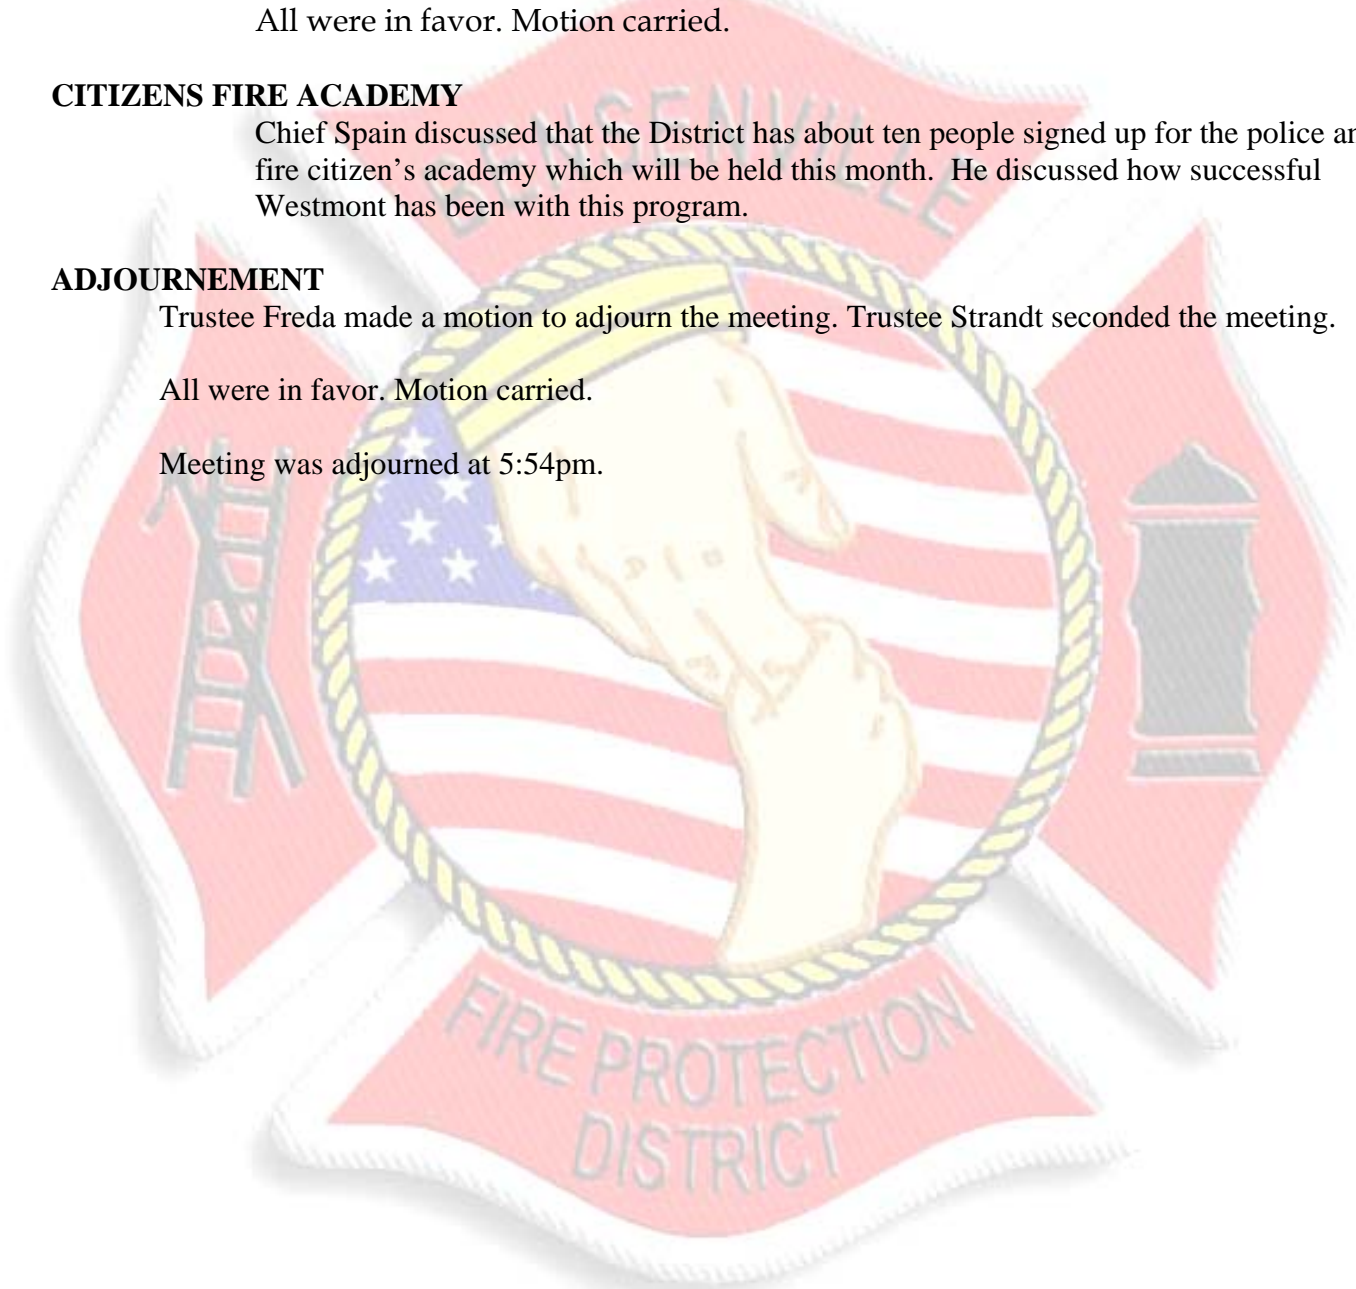 All were in favor. Motion carried.
CITIZENS FIRE ACADEMY
Chief Spain discussed that the District has about ten people signed up for the police
fire citizen's academy which will be held this month. He discussed how successful
Westmont has been with this program.
ADJOURNEMENT
Trustee Freda made a motion to adjourn the meeting. Trustee Strandt seconded the meeting.
All were in favor. Motion carried.
Meeting was adjourned at 5:54pm.
BENSENVILLE
FIRE PROTECTION
DISTRICT